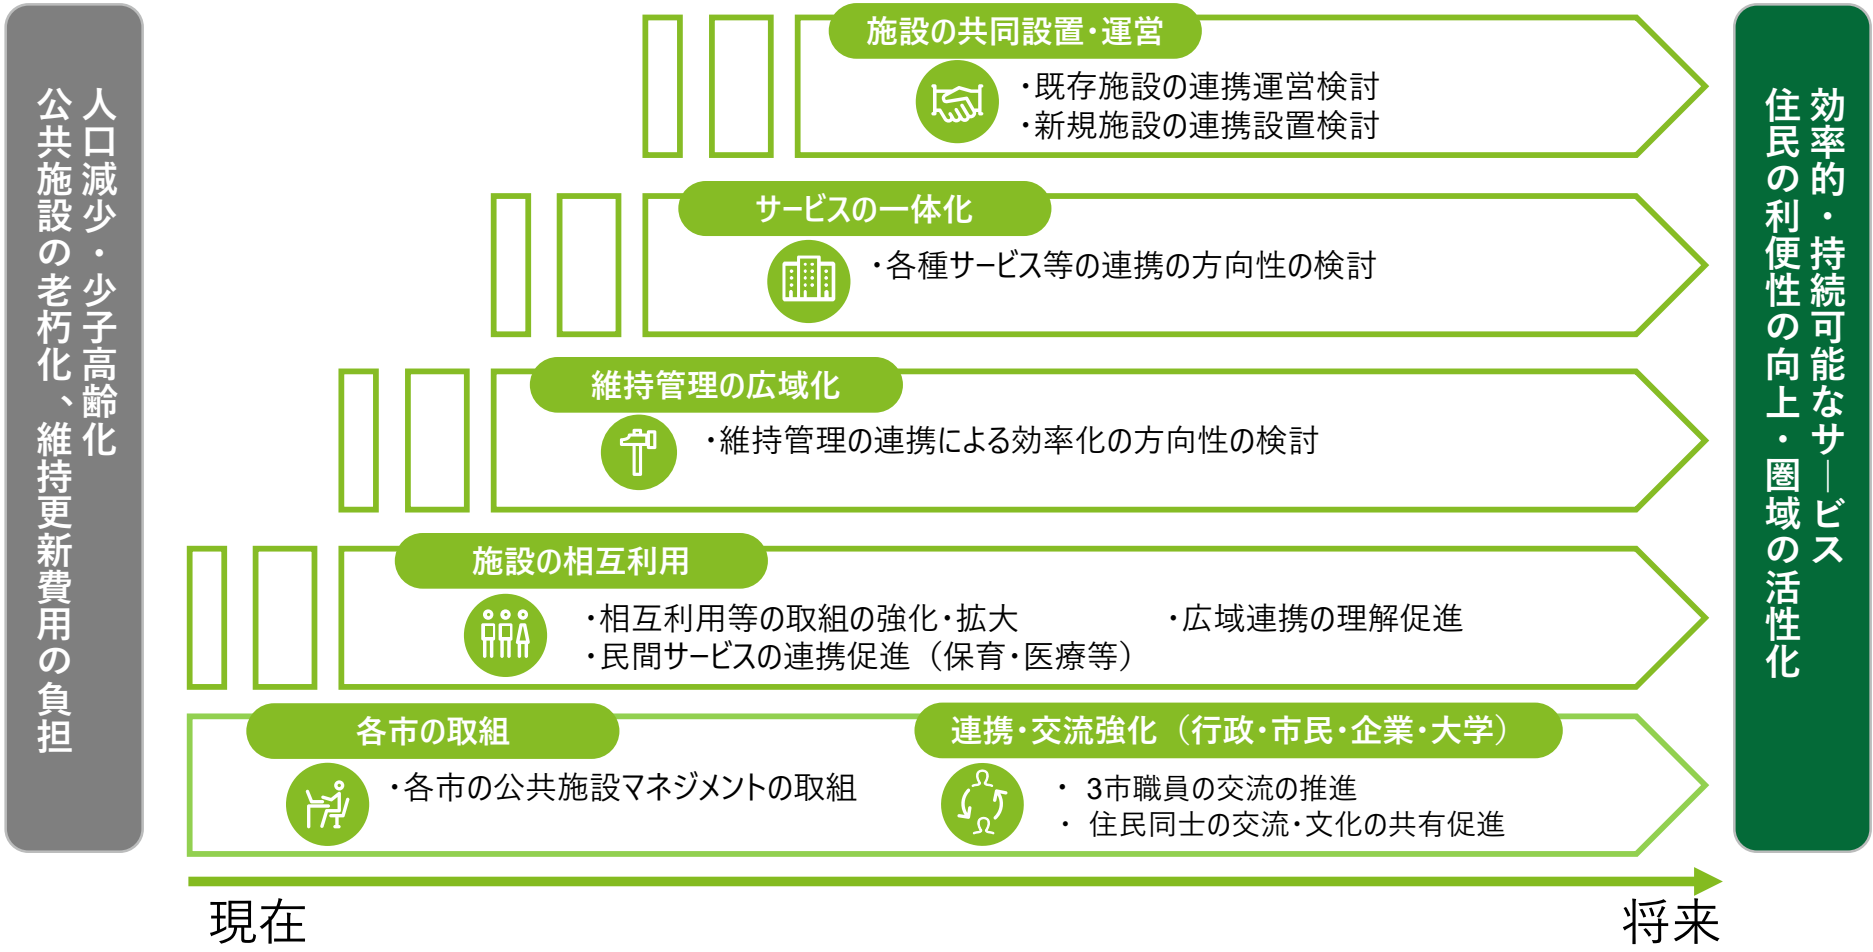 人口減少・少子高齢化
公共施設の老朽化、維持更新費用の負担
施設の共同設置・運営
・既存施設の連携運営検討
・新規施設の連携設置検討
サービスの一体化
・各種サービス等の連携の方向性の検討
維持管理の広域化
・維持管理の連携による効率化の方向性の検討
施設の相互利用
・相互利用等の取組の強化・拡大
・民間サービスの連携促進（保育・医療等）
・広域連携の理解促進
各市の取組
・各市の公共施設マネジメントの取組
連携・交流強化（行政・市民・企業・大学）
・ 3市職員の交流の推進
・ 住民同士の交流・文化の共有促進
効率的・持続可能なサービス
住民の利便性の向上・圏域の活性化
現在
将来